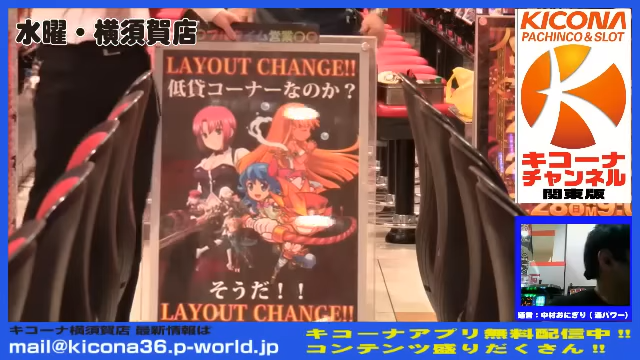 水曜・横須賀店
LAYOUT CHANGE!!
低貸コーナーなのか？
そうだ！！
LAYOUT CHANGE!!
KICONA
PACHINCO&SLOT
K
キコーナ
チャンネル
関東版
キコーナ横須賀店 最新情報は
mail@kicona36.p-world.jp
キコーナアプリ無料配信中!!
コンテンツ盛りだくさん!!